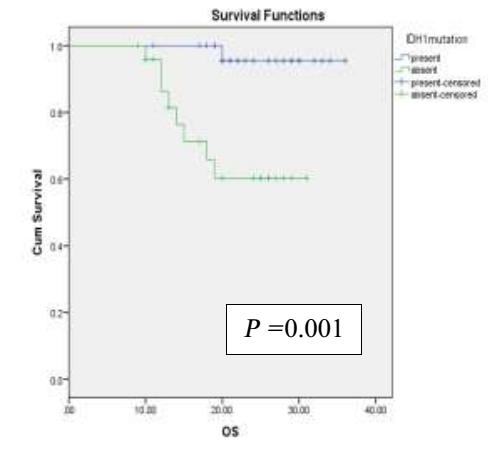 Survival Functions
IDH1mutation
present
absent
present-censored
absent-censored
Cum Survival
1.0
0.8
0.6
0.4
0.2
0.0
P =0.001
.00
10.00
20.00
30.00
40.00
OS